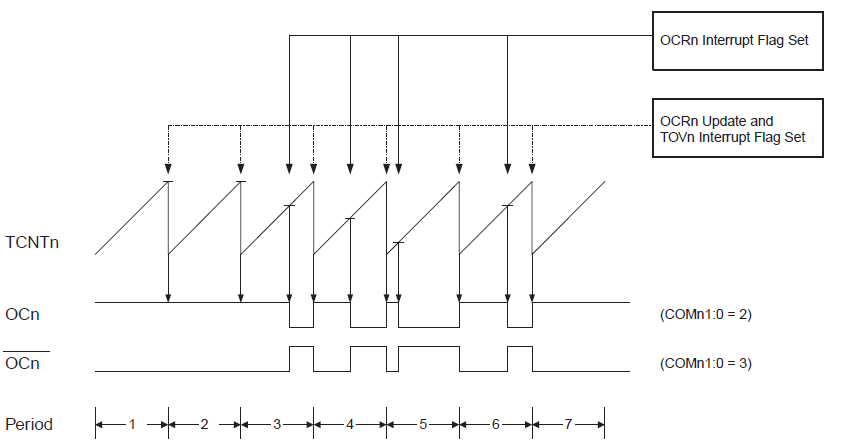 OCRn Interrupt Flag Set
OCRn Update and
TOVn Interrupt Flag Set
TCNTn
OCn
(COMn1:0 = 2)
OCn
(COMn1:0 = 3)
Period
1 2 3 4 5 6 7